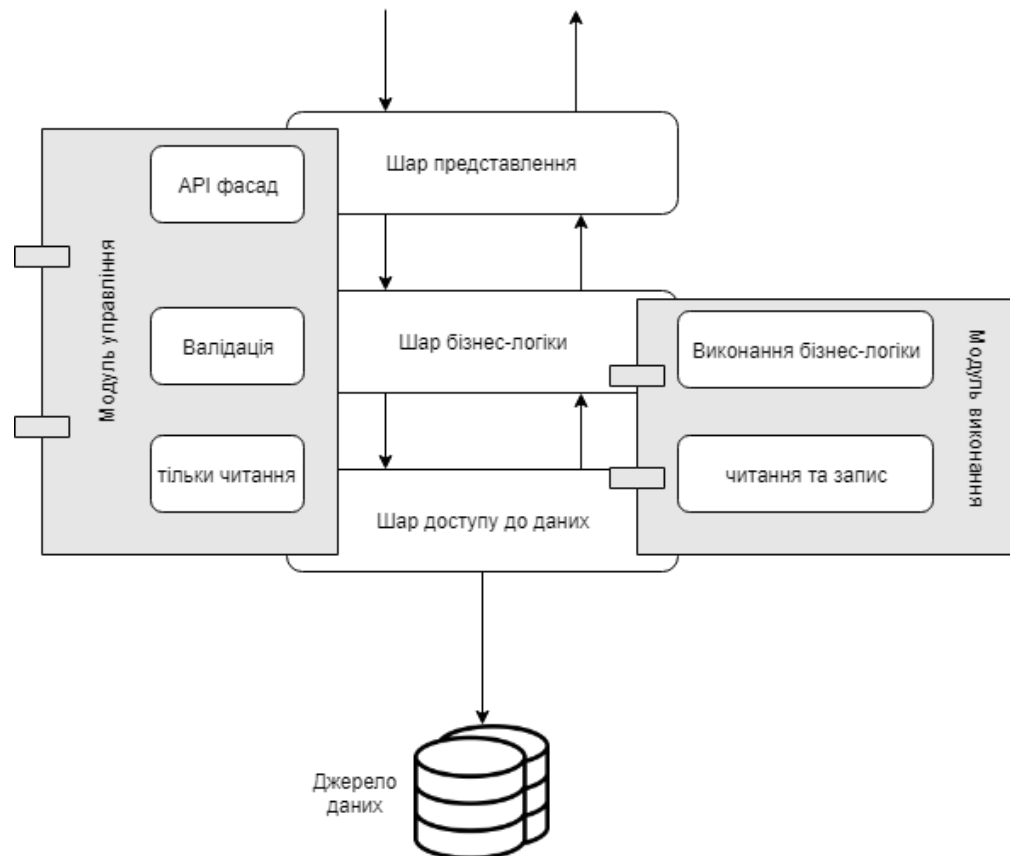 Шар представлення
API фасад
Модуль управління
Валідація
Шар бізнес-логіки
Виконання бізнес-логіки
Модуль виконання
тільки читання
читання та запис
Шар доступу до даних
Джерело
даних